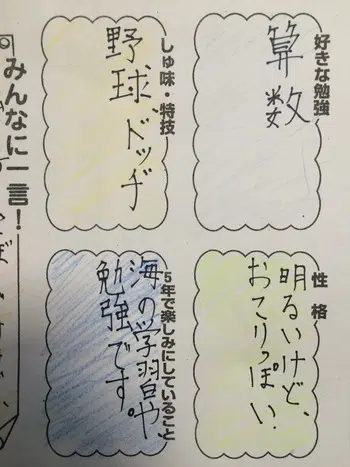 好きな勉強
算数
しゅ味・特技
野球ドッヂ
性格
明るいけど、
おこりっぽい
5年で楽しみにしていること
海の学習や
勉強です。
みんなに一言！